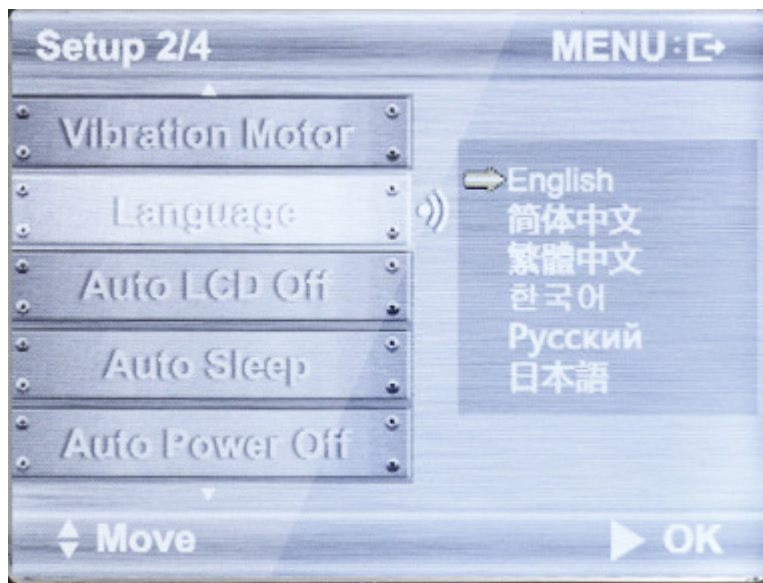 Setup 2/4
MENU:
Vibration Motor
Language
Auto LCD Off
Auto Sleep
Auto Power Off
English
简体中文
繁體中文
한국어
Русский
日本語
Move
OK